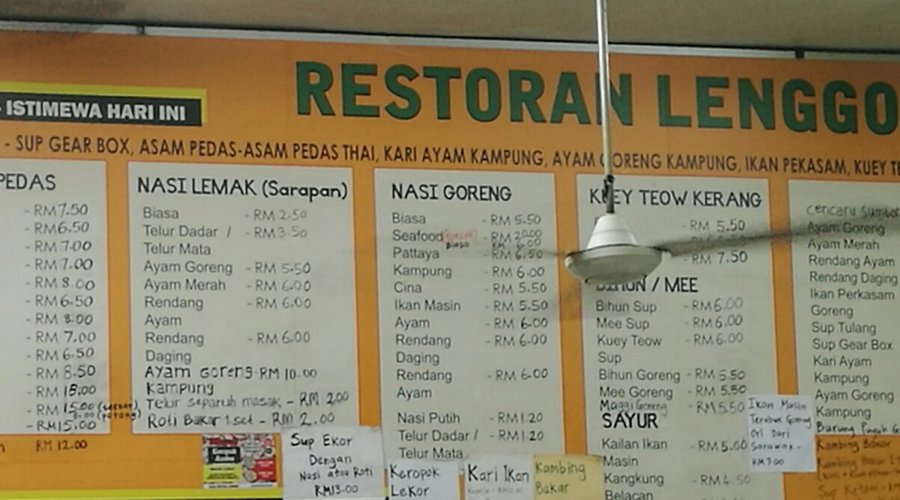 RESTORAN LENGGO
- ISTIMEWA HARI INI
- SUP GEAR BOX, ASAM PEDAS-ASAM PEDAS THAI, KARI AYAM KAMPUNG, AYAM GORENG KAMPUNG, IKAN PEKASAM, KUEY TE
PEDAS
- RM 7.50
- RM 6.50
- RM 7.00
- RM 7.00
- RM 8.00
- RM 6.50
- RM 8.00
- RM 7.00
- RM 6.50
- RM 8.50
- RM 15.00
- RM 15.00
- RM 15.00
RM 12.00
NASI LEMAK (Sarapan)
Biasa - RM 2.50
Telur Dadar / - RM 3.50
Telur Mata
Ayam Goreng - RM 5.50
Ayam Merah - RM 6.00
Rendang - RM 6.00
Ayam
Rendang - RM 6.00
Daging
Ayam Goreng - RM 10.00
Kampung
Telur separuh masak - RM 2.00
Roti Bakar 1 set - RM 2.00
NASI GORENG
Biasa - RM 5.50
Seafood
biasa
Pattaya - RM 6.50
Kampung - RM 6.00
Cina - RM 5.50
Ikan Masin - RM 5.50
Ayam - RM 6.00
Rendang - RM 6.00
Daging
Rendang - RM 6.00
Ayam
Nasi Putih - RM 1.20
Telur Dadar / - RM 1.20
Telur Mata
KUEY TEOW KERANG
- RM 5.50
- RM 7.50
BIHUN / MEE
Bihun Sup - RM 6.00
Mee Sup - RM 6.00
Kuey Teow - RM 6.00
Sup
Bihun Goreng - RM 5.50
Mee Goreng - RM 5.50
Maggi Goreng - RM 5.50
SAYUR
Kailan Ikan - RM 5.00
Masin
Kangkung - RM 4.50
Belacan
cencaru sumbat
Ayam Goreng
Ayam Merah
Rendang Ayam
Rendang Daging
Ikan Perkasam
Goreng
Sup Tulang
Sup Gear Box
Kari Ayam
Kampung
Ayam Goreng
Kampung
Burung Puyuh G
Kambing Bakar
Sup Ekor
Dengan
Nasi atau Roti
RM13.00
Keropok
Lekor
Kari Ikan
Kambing
Bakar
Ikan Masin
Terubuk Goreng
Ori Dari
Sarawak -
RM 7.00